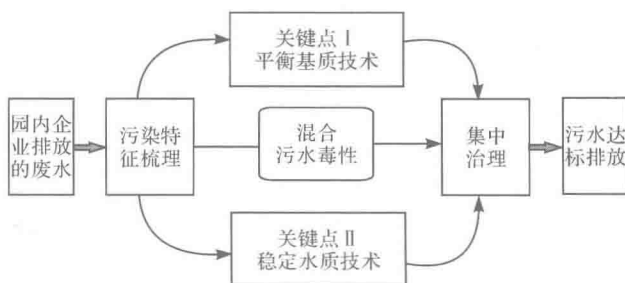 关键点Ⅰ
平衡基质技术
园内企
业排放
的废水
污染特
征梳理
混合
污水毒性
集中
治理
污水达
标排放
关键点Ⅱ
稳定水质技术